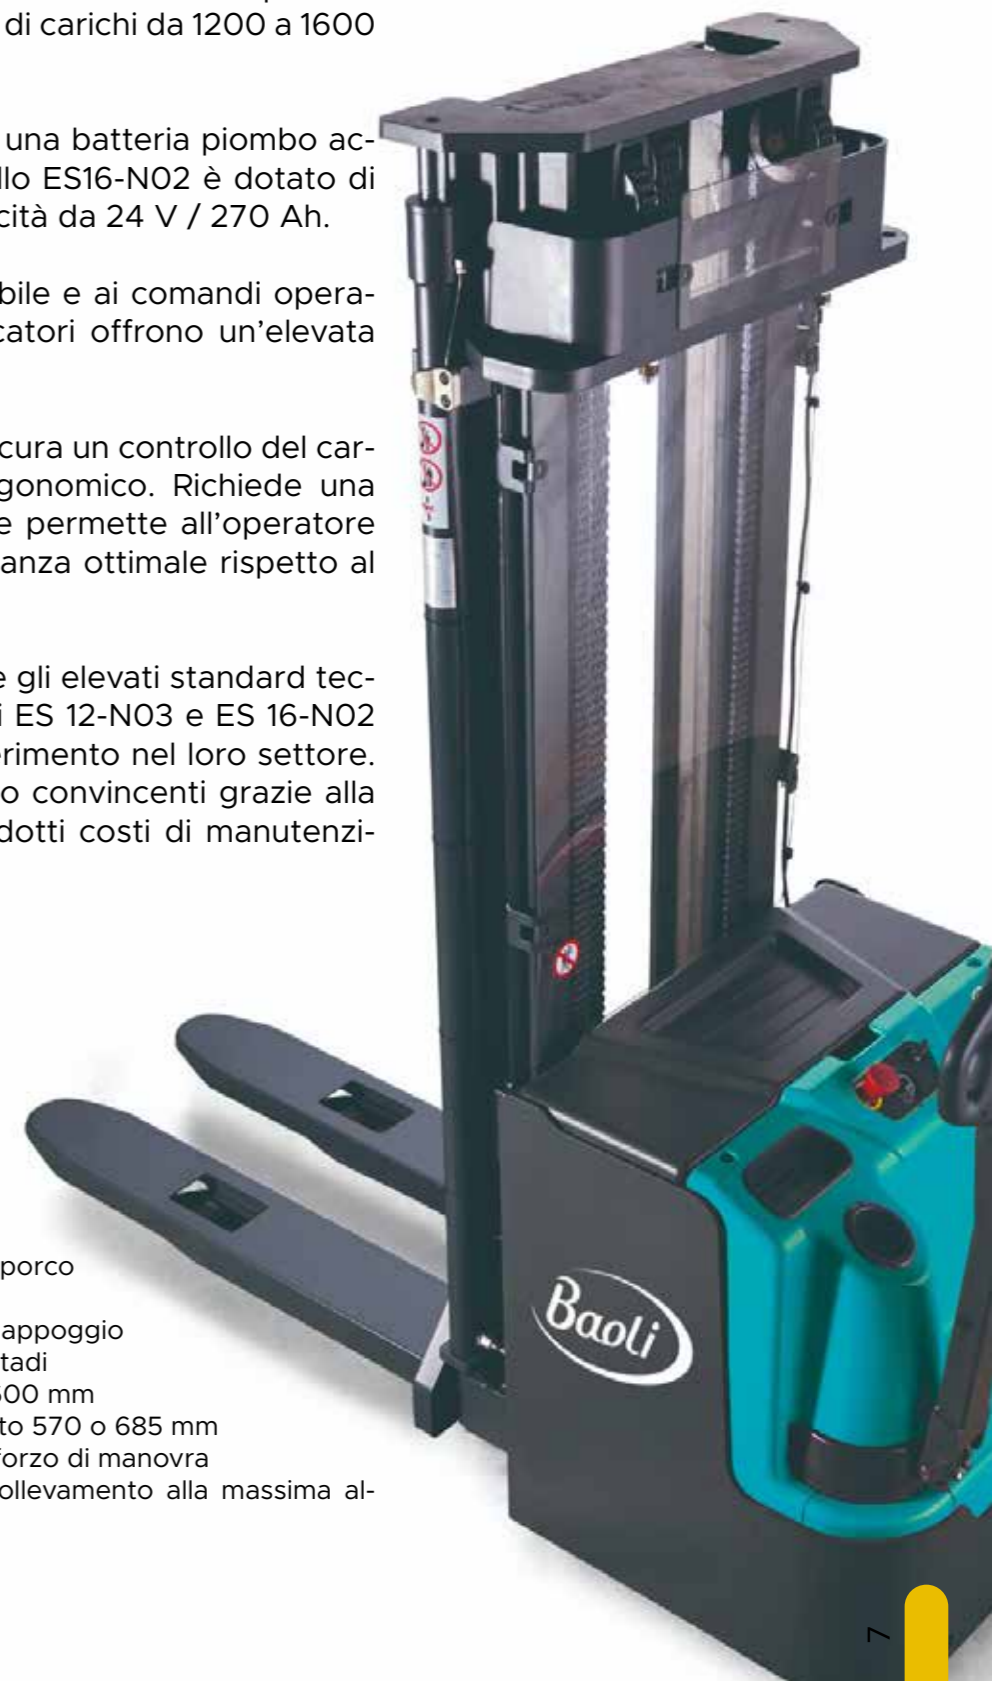 di carichi da 1200 a 1600
una batteria piombo ac-
llo ES16-N02 è dotato di
cità da 24 V / 270 Ah.
bile e ai comandi opera-
catori offrono un’elevata
cura un controllo del car-
gonomico. Richiede una
e permette all’operatore
anza ottimale rispetto al
e gli elevati standard tec-
i ES 12-N03 e ES 16-N02
erimento nel loro settore.
o convincenti grazie alla
dotti costi di manutenzi-
porco
appoggio
tadi
600 mm
to 570 o 685 mm
forzo di manovra
ollevamento alla massima al-
Baoli
7